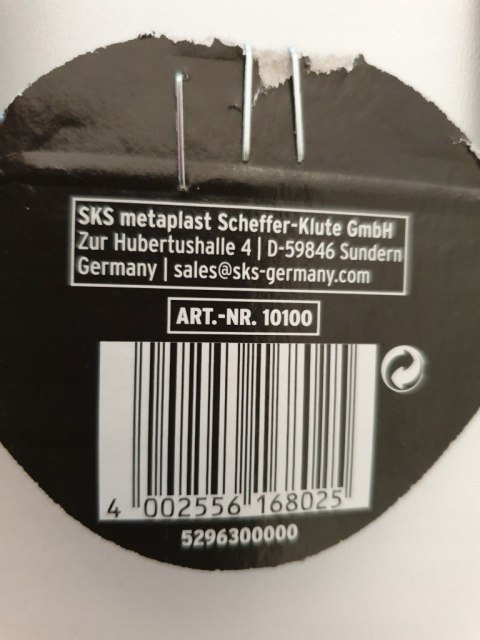 SKS metaplast Scheffer-Klute GmbH
Zur Hubertushalle 4 | D-59846 Sundern
Germany | sales@sks-germany.com
ART.-NR. 10100
4 002556 168025
5296300000